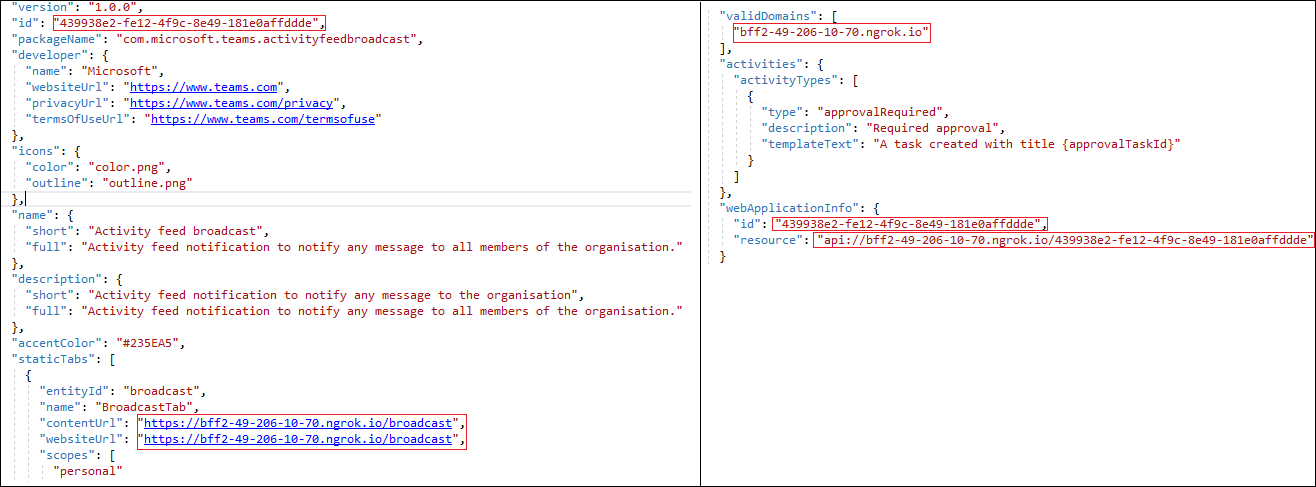 "version": "1.0.0",
"id": "439938e2-fe12-4f9c-8e49-181e0affddde",
"packageName": "com.microsoft.teams.activityfeedbroadcast",
"developer": {
"name": "Microsoft",
"websiteUrl": "https://www.teams.com",
"privacyUrl": "https://www.teams.com/privacy",
"termsOfUseUrl": "https://www.teams.com/termsofuse"
},
"icons": {
"color": "color.png",
"outline": "outline.png"
},
"name": {
"short": "Activity feed broadcast",
"full": "Activity feed notification to notify any message to all members of the organisation."
},
"description": {
"short": "Activity feed notification to notify any message to the organisation",
"full": "Activity feed notification to notify any message to all members of the organisation."
},
"accentColor": "#235EA5",
"staticTabs": [
{
"entityId": "broadcast",
"name": "BroadcastTab",
"contentUrl": "https://bff2-49-206-10-70.ngrok.io/broadcast",
"websiteUrl": "https://bff2-49-206-10-70.ngrok.io/broadcast",
"scopes": [
"personal"
"validDomains": [
"bff2-49-206-10-70.ngrok.io"
],
"activities": {
"activityTypes": [
{
"type": "approvalRequired",
"description": "Required approval",
"templateText": "A task created with title {approvalTaskId}"
}
]
},
"webApplicationInfo": {
"id": "439938e2-fe12-4f9c-8e49-181e0affddde",
"resource": "api://bff2-49-206-10-70.ngrok.io/439938e2-fe12-4f9c-8e49-181e0affddde"
}